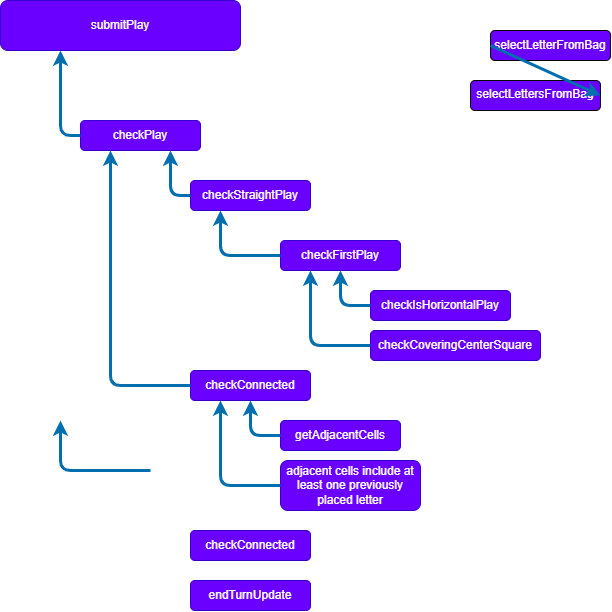 submitPlay
selectLetterFromBag
selectLettersFromBag
checkPlay
checkStraightPlay
checkFirstPlay
checkIsHorizontalPlay
checkCoveringCenterSquare
checkConnected
getAdjacentCells
adjacent cells include at
least one previously
placed letter
checkConnected
endTurnUpdate